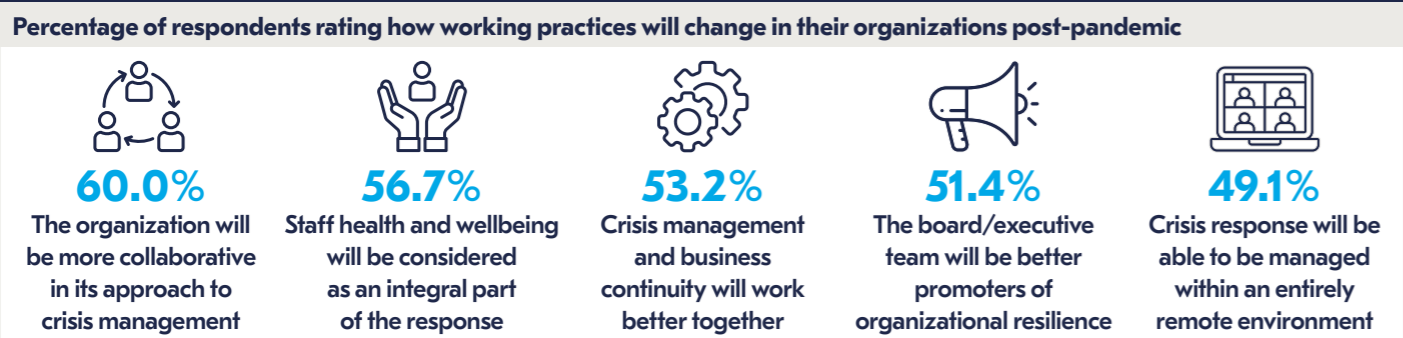 Percentage of respondents rating how working practices will change in their organizations post-pandemic
60.0%
The organization will
be more collaborative
in its approach to
crisis management
56.7%
Staff health and wellbeing
will be considered
as an integral part
of the response
53.2%
Crisis management
and business
continuity will work
better together
51.4%
The board/executive
team will be better
promoters of
organizational resilience
49.1%
Crisis response will be
able to be managed
within an entirely
remote environment